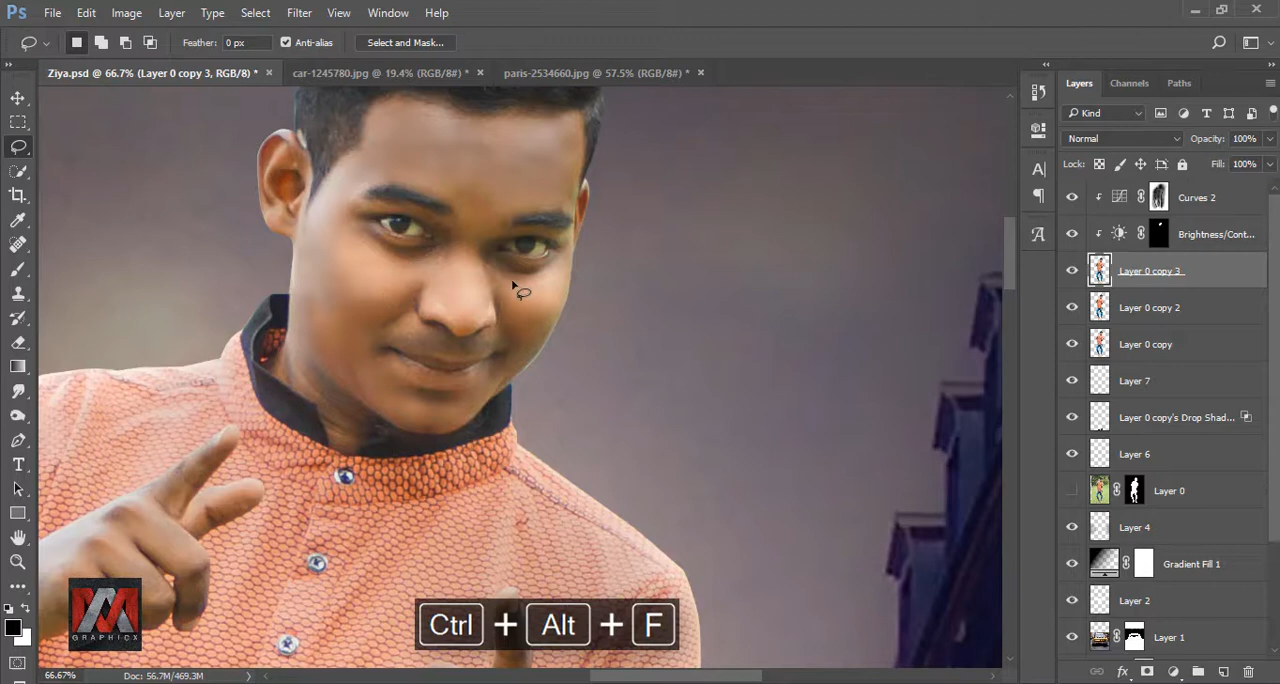 Ps File Edit Image Layer Type Select Filter 3D View Window Help
Feather: 0 px Anti-alias Select and Mask...
Ziya.psd @ 66.7% (Layer 0 copy 3, RGB/8) * × car-1245780.jpg @ 19.4% (RGB/8#) * × paris-2534660.jpg @ 57.5% (RGB/8#) * ×
Layers Channels Paths
Kind
Normal Opacity: 100%
Lock: Fill: 100%
Curves 2
Brightness/Cont...
Layer 0 copy 3
Layer 0 copy 2
Layer 0 copy
Layer 7
Layer 0 copy's Drop Shad...
Layer 6
Layer 0
Layer 4
Gradient Fill 1
Layer 2
Layer 1
GRAPHICX
Ctrl + Alt + F
66.67% Doc: 56.7M/469.3M